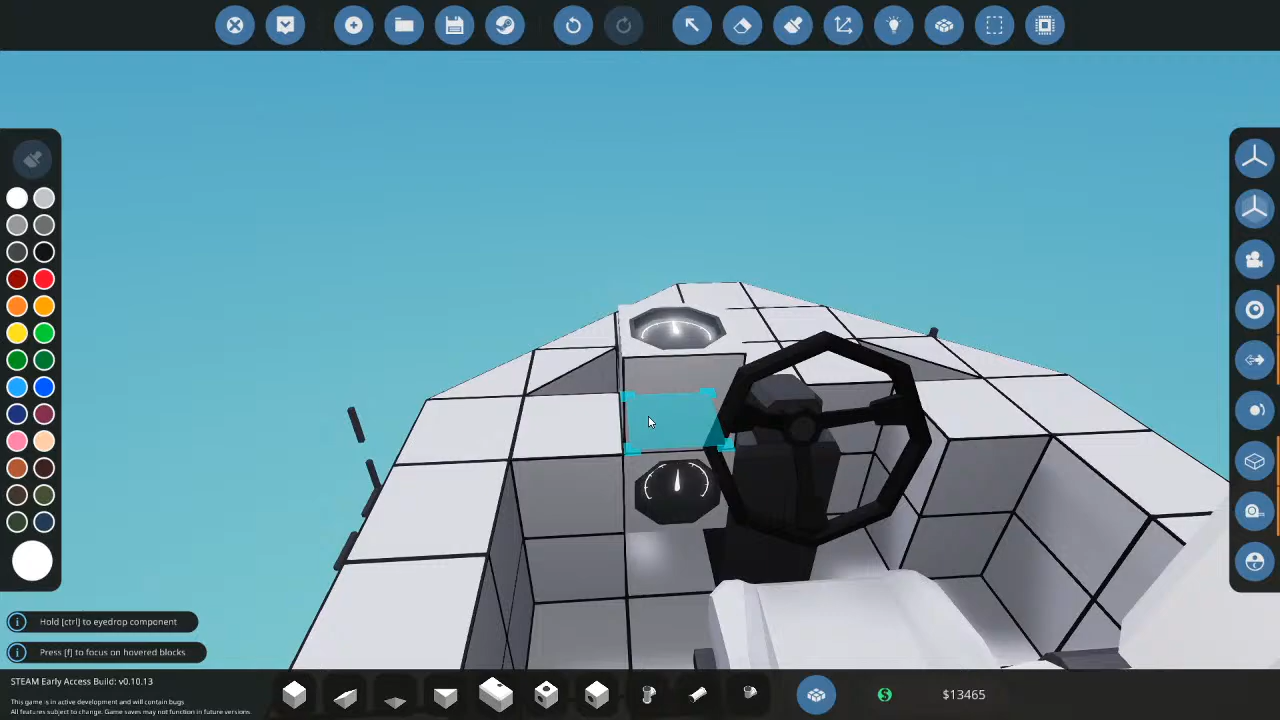 Hold [ctrl] to eyedrop component
Press [f] to focus on hovered blocks
STEAM Early Access Build: v0.10.13
This game is in active development and will contain bugs
All features subject to change. Game saves may not function in future versions
$13465